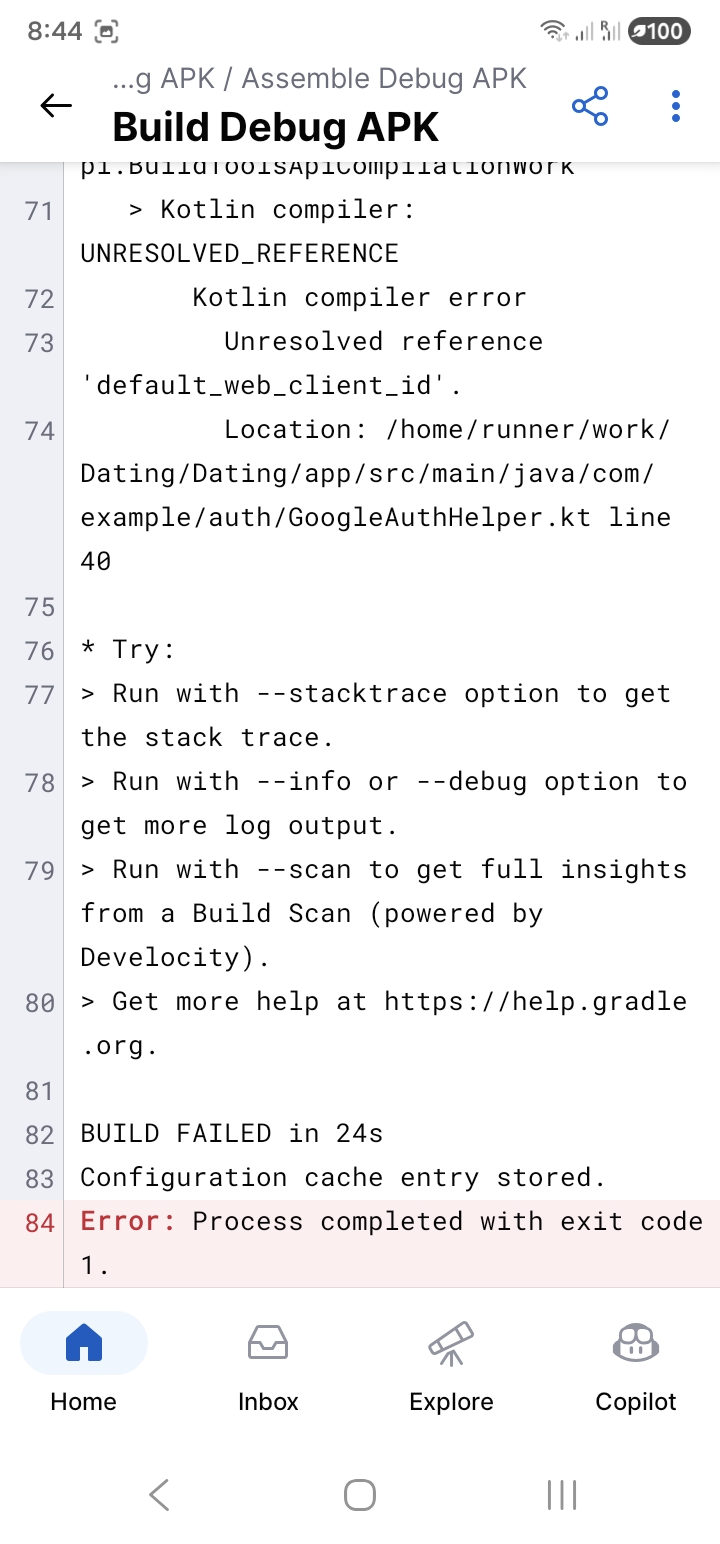 8:44
100
...g APK / Assemble Debug APK
Build Debug APK
pi.BuildToolsApiCompilationWork
71 > Kotlin compiler:
UNRESOLVED_REFERENCE
72 Kotlin compiler error
73 Unresolved reference
'default_web_client_id'.
74 Location: /home/runner/work/
Dating/Dating/app/src/main/java/com/
example/auth/GoogleAuthHelper.kt line
40
75
76 * Try:
77 > Run with --stacktrace option to get
the stack trace.
78 > Run with --info or --debug option to
get more log output.
79 > Run with --scan to get full insights
from a Build Scan (powered by
Develocity).
80 > Get more help at https://help.gradle
.org.
81
82 BUILD FAILED in 24s
83 Configuration cache entry stored.
84 Error: Process completed with exit code
1.
Home Inbox Explore Copilot